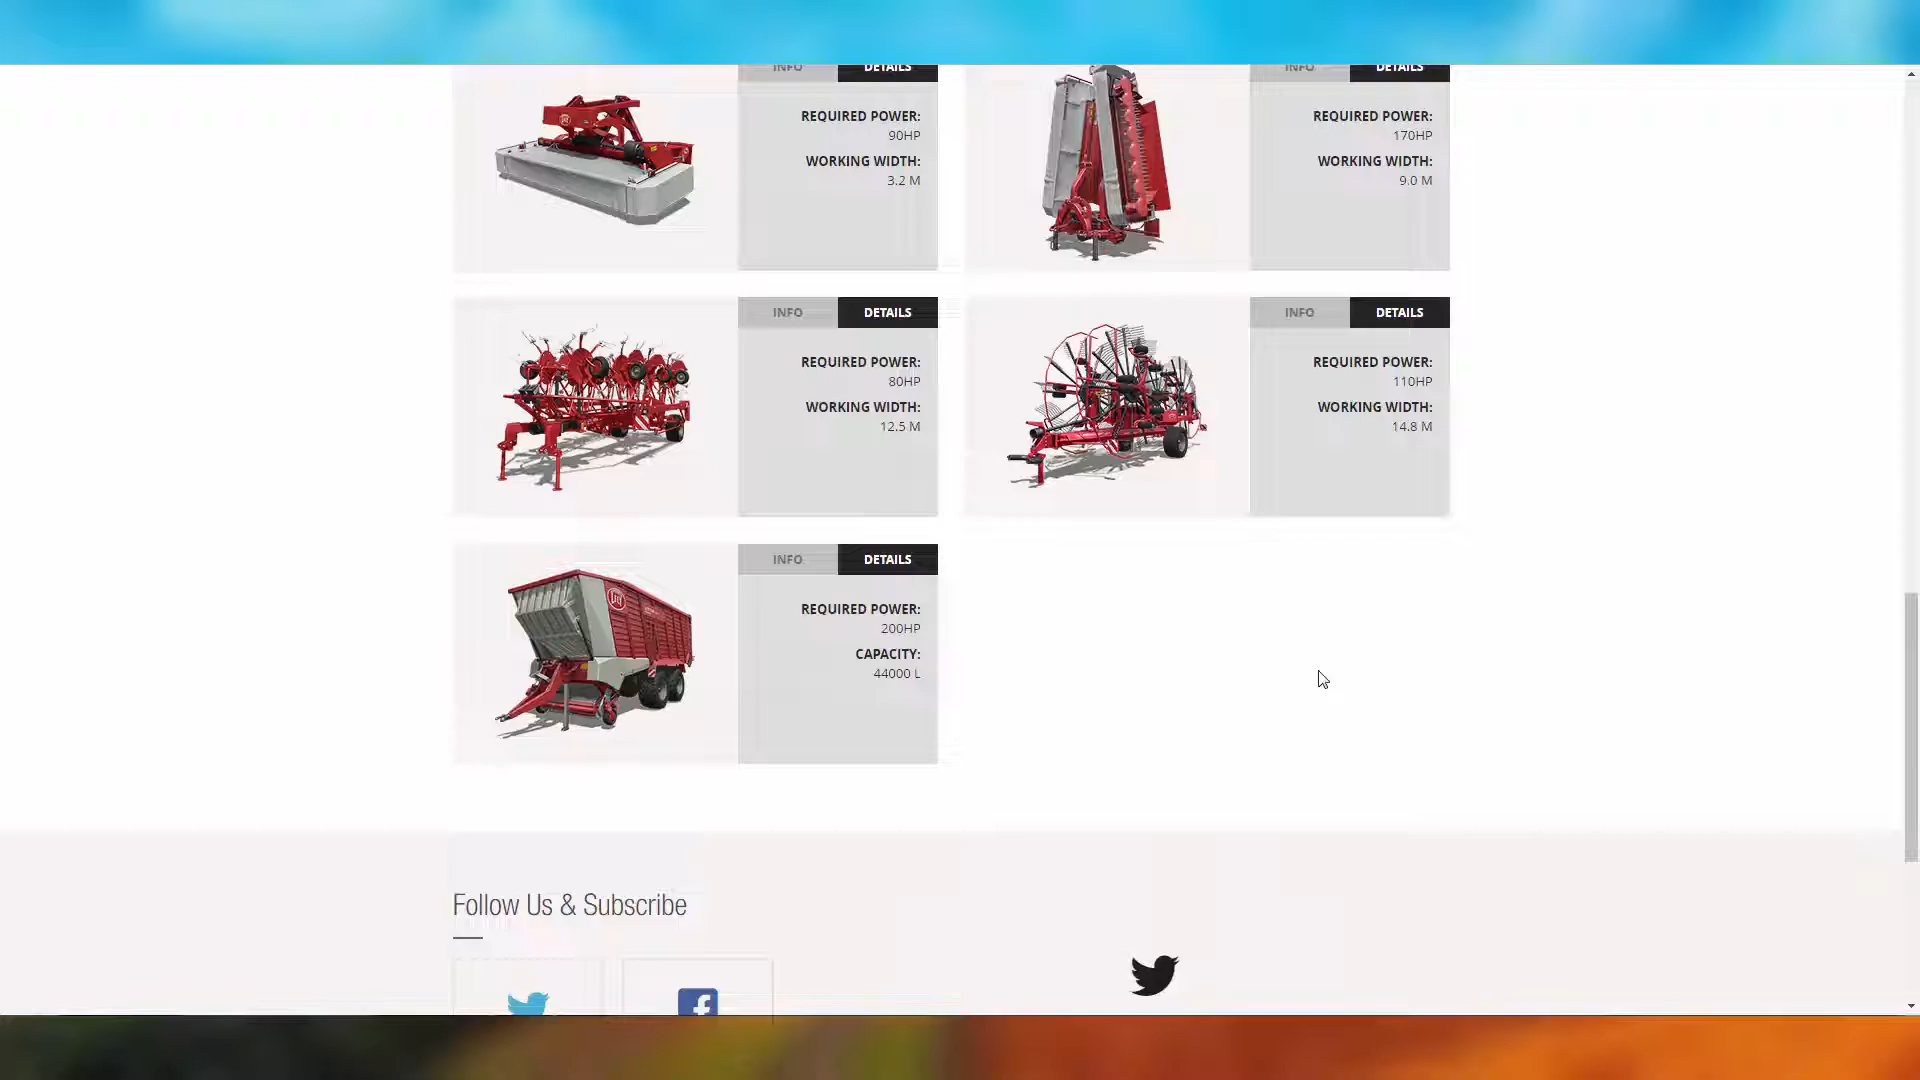 INFO
DETAILS
REQUIRED POWER:
90HP
WORKING WIDTH:
3.2 M
INFO
DETAILS
REQUIRED POWER:
170HP
WORKING WIDTH:
9.0 M
INFO
DETAILS
REQUIRED POWER:
80HP
WORKING WIDTH:
12.5 M
INFO
DETAILS
REQUIRED POWER:
110HP
WORKING WIDTH:
14.8 M
INFO
DETAILS
REQUIRED POWER:
200HP
CAPACITY:
44000 L
Follow Us & Subscribe